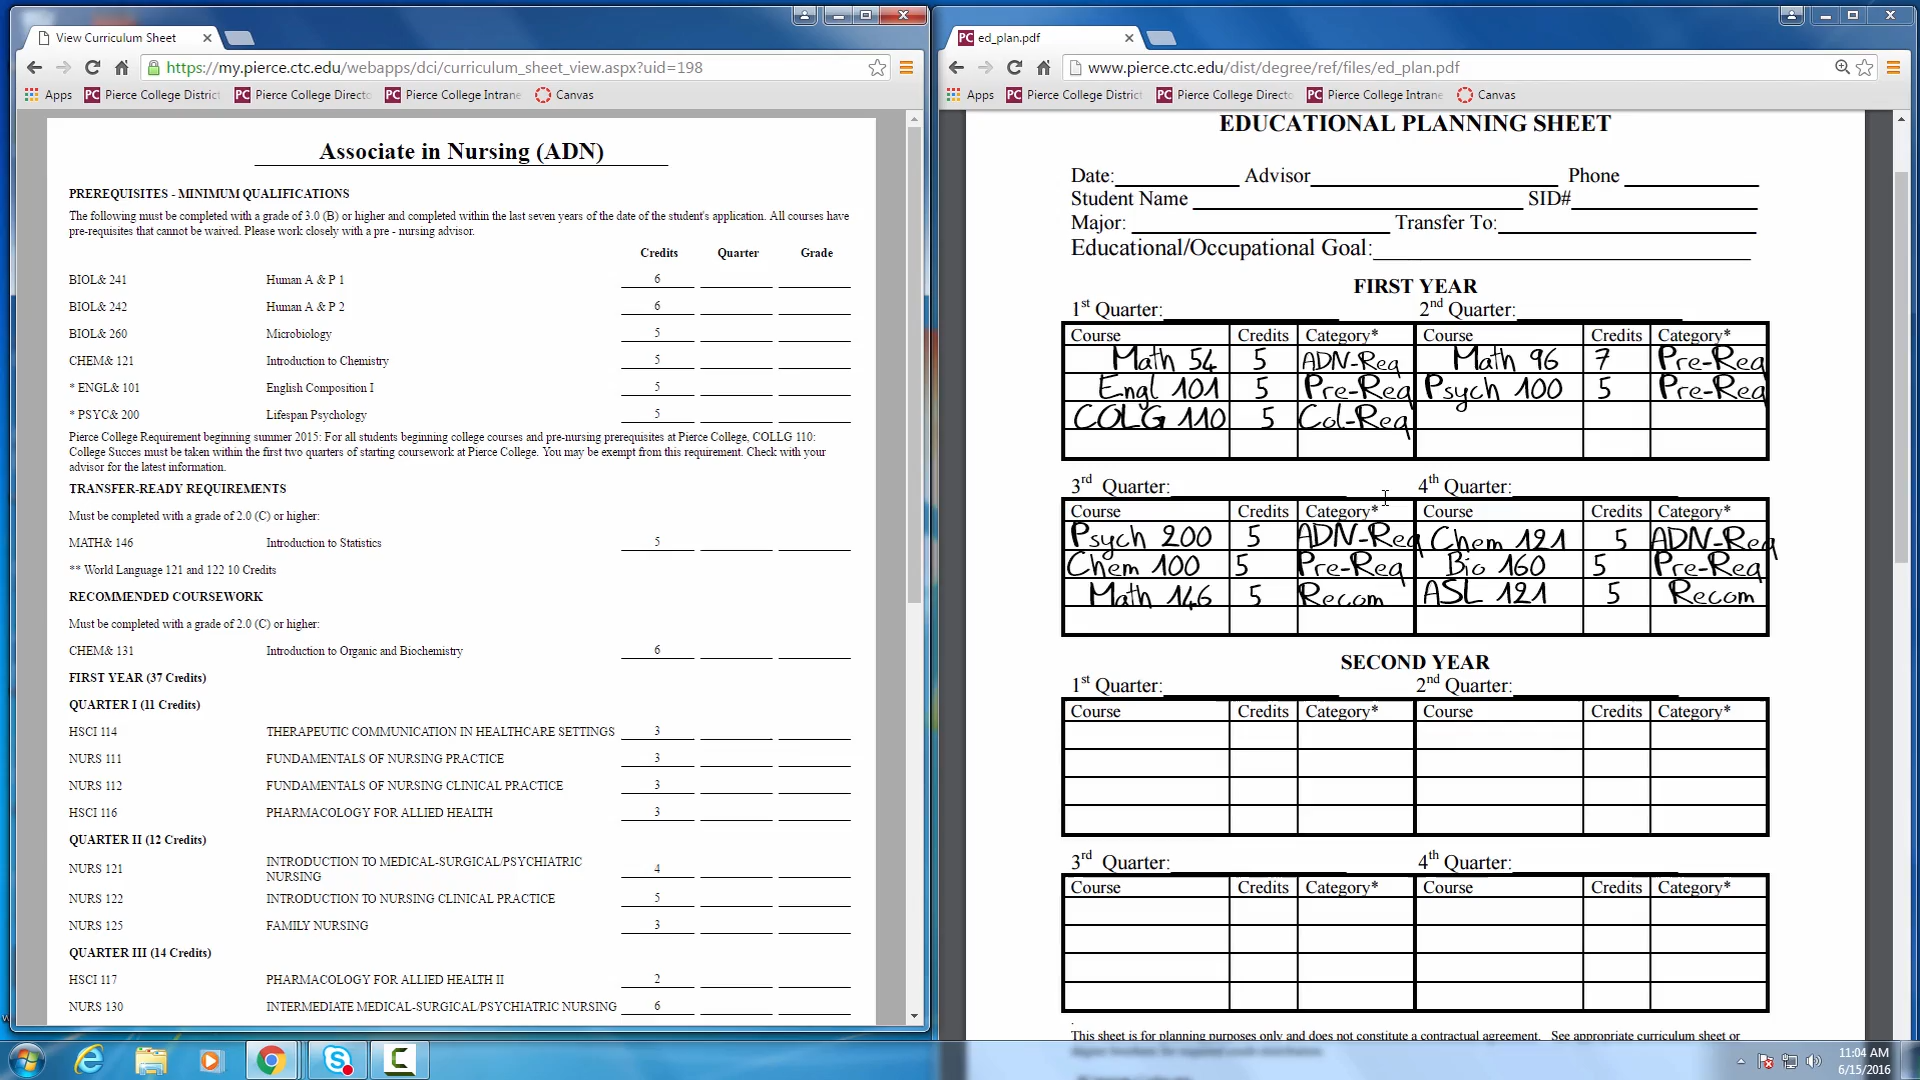 View Curriculum Sheet
https://my.pierce.ctc.edu/webapps/dci/curriculum_sheet_view.aspx?uid=198
Apps Pierce College District Pierce College Directo Pierce College Intrane Canvas
Associate in Nursing (ADN)
PREREQUISITES - MINIMUM QUALIFICATIONS
The following must be completed with a grade of 3.0 (B) or higher and completed within the last seven years of the date of the student's application. All courses have
pre-requisites that cannot be waived. Please work closely with a pre - nursing advisor.
Credits Quarter Grade
BIOL& 241 Human A & P 1 6
BIOL& 242 Human A & P 2 6
BIOL& 260 Microbiology 5
CHEM& 121 Introduction to Chemistry 5
* ENGL& 101 English Composition I 5
* PSYC& 200 Lifespan Psychology 5
Pierce College Requirement beginning summer 2015: For all students beginning college courses and pre-nursing prerequisites at Pierce College, COLLG 110:
College Succes must be taken within the first two quarters of starting coursework at Pierce College. You may be exempt from this requirement. Check with your
advisor for the latest information.
TRANSFER-READY REQUIREMENTS
Must be completed with a grade of 2.0 (C) or higher:
MATH& 146 Introduction to Statistics 5
** World Language 121 and 122 10 Credits
RECOMMENDED COURSEWORK
Must be completed with a grade of 2.0 (C) or higher:
CHEM& 131 Introduction to Organic and Biochemistry 6
FIRST YEAR (37 Credits)
QUARTER I (11 Credits)
HSCI 114 THERAPEUTIC COMMUNICATION IN HEALTHCARE SETTINGS 3
NURS 111 FUNDAMENTALS OF NURSING PRACTICE 3
NURS 112 FUNDAMENTALS OF NURSING CLINICAL PRACTICE 3
HSCI 116 PHARMACOLOGY FOR ALLIED HEALTH 3
QUARTER II (12 Credits)
NURS 121 INTRODUCTION TO MEDICAL-SURGICAL/PSYCHIATRIC NURSING 4
NURS 122 INTRODUCTION TO NURSING CLINICAL PRACTICE 5
NURS 125 FAMILY NURSING 3
QUARTER III (14 Credits)
HSCI 117 PHARMACOLOGY FOR ALLIED HEALTH II 2
NURS 130 INTERMEDIATE MEDICAL-SURGICAL/PSYCHIATRIC NURSING 6
ed_plan.pdf
www.pierce.ctc.edu/dist/degree/ref/files/ed_plan.pdf
Apps Pierce College District Pierce College Directo Pierce College Intrane Canvas
EDUCATIONAL PLANNING SHEET
Date: Advisor Phone
Student Name SID#
Major: Transfer To:
Educational/Occupational Goal:
FIRST YEAR
1st Quarter: 2nd Quarter:
Course Credits Category* Course Credits Category*
Math 54 5 ADN-Req Math 96 7 Pre-Req
Engl 101 5 Pre-Req Psych 100 5 Pre-Req
COLG 110 5 Col-Req
3rd Quarter: 4th Quarter:
Course Credits Category* Course Credits Category*
Psych 200 5 ADN-Req Chem 121 5 ADN-Req
Chem 100 5 Pre-Req Bio 160 5 Pre-Req
Math 146 5 Recom ASL 121 5 Recom
SECOND YEAR
1st Quarter: 2nd Quarter:
Course Credits Category* Course Credits Category*
3rd Quarter: 4th Quarter:
Course Credits Category* Course Credits Category*
This sheet is for planning purposes only and does not constitute a contractual agreement. See appropriate curriculum sheet or
11:04 AM
6/15/2016